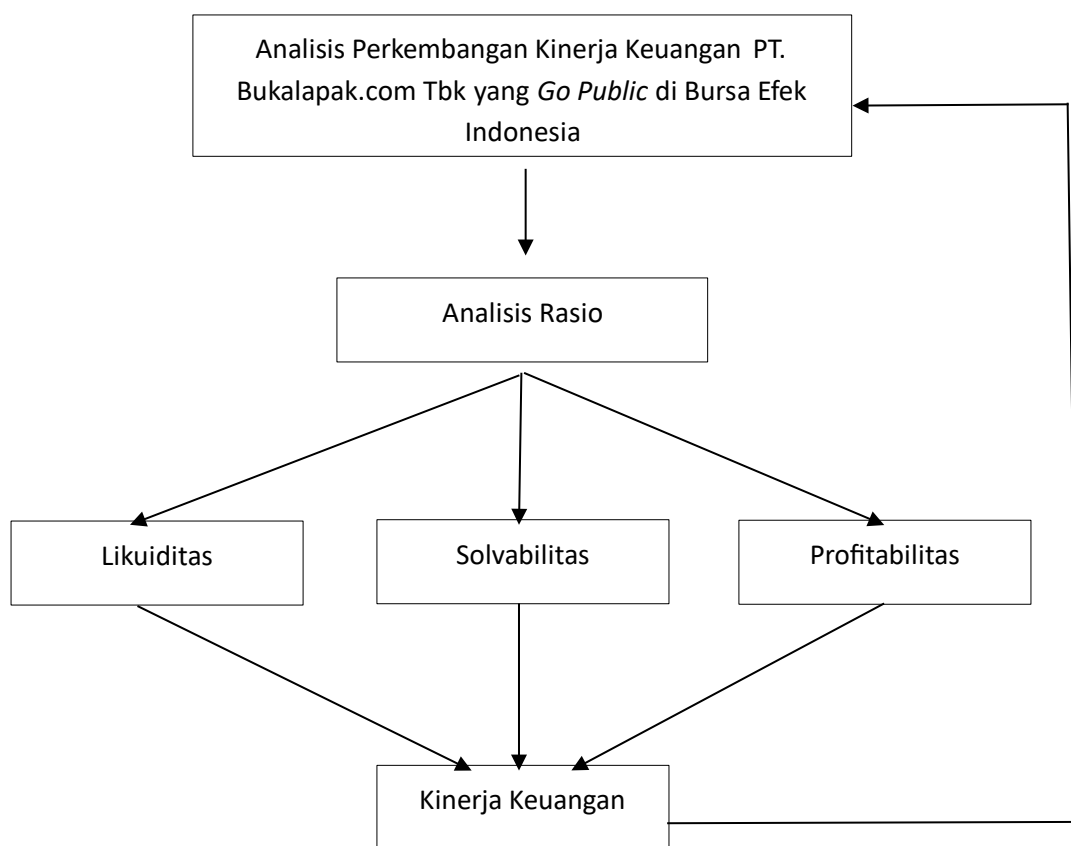 Analisis Perkembangan Kinerja Keuangan PT.
Bukalapak.com Tbk yang Go Public di Bursa Efek
Indonesia
Analisis Rasio
Likuiditas
Solvabilitas
Profitabilitas
Kinerja Keuangan